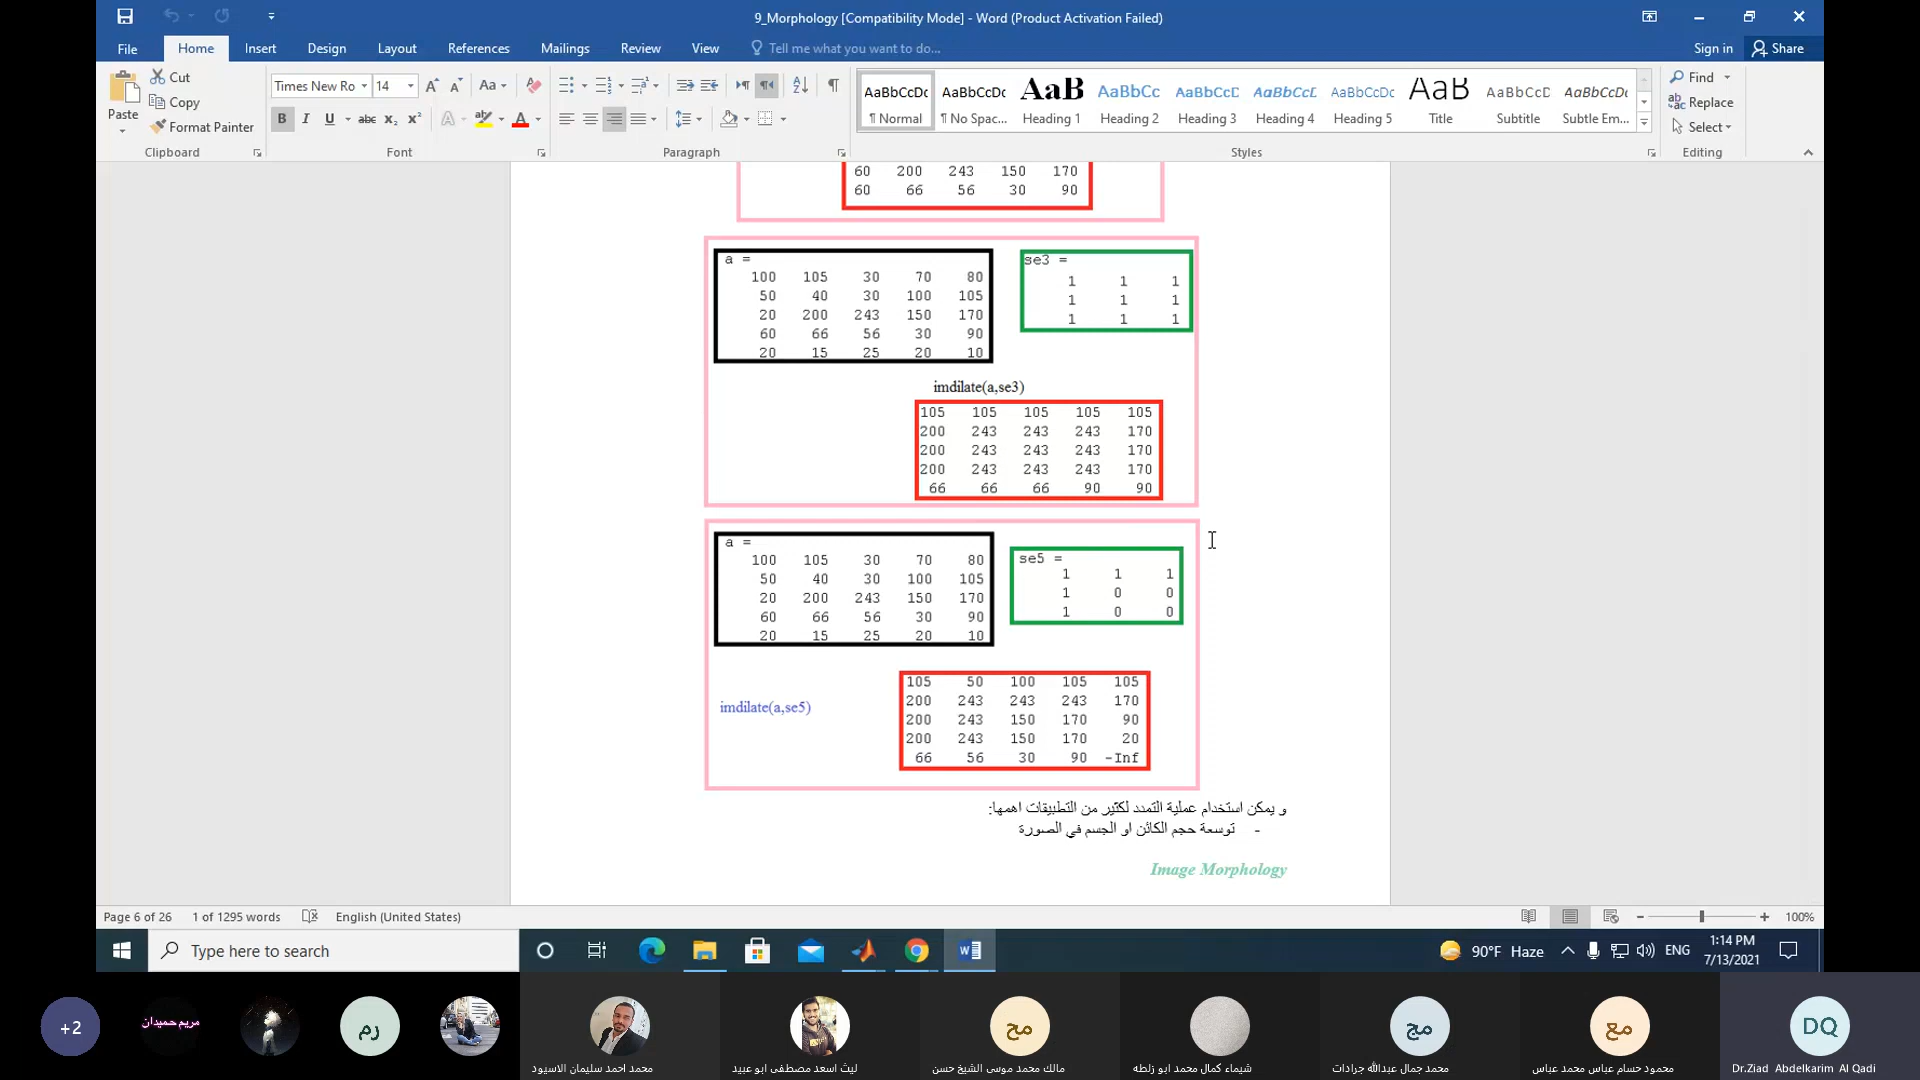 9_Morphology [Compatibility Mode] - Word (Product Activation Failed)
File Home Insert Design Layout References Mailings Review View Tell me what you want to do... Sign in Share
Paste
Cut
Copy
Format Painter
Times New Ro 14 Aa
B I U abc x₂ x² A
AaBbCcDc AaBbCcDc AaB AaBbCc AaBbCcD AaBbCcL AaBbCcDc AaB AaBbCcD AaBbCcDc
¶ Normal ¶ No Spac... Heading 1 Heading 2 Heading 3 Heading 4 Heading 5 Title Subtitle Subtle Em...
Find
Replace
Select
Clipboard Font Paragraph Styles Editing
60 200 243 150 170
60 66 56 30 90
a =
100 105 30 70 80
50 40 30 100 105
20 200 243 150 170
60 66 56 30 90
20 15 25 20 10
se3 =
1 1 1
1 1 1
1 1 1
imdilate(a,se3)
105 105 105 105 105
200 243 243 243 170
200 243 243 243 170
200 243 243 243 170
66 66 66 90 90
a =
100 105 30 70 80
50 40 30 100 105
20 200 243 150 170
60 66 56 30 90
20 15 25 20 10
se5 =
1 1 1
1 0 0
1 0 0
imdilate(a,se5)
105 50 100 105 105
200 243 243 243 170
200 243 150 170 90
200 243 150 170 20
66 56 30 90 -Inf
و يمكن استخدام عملية التمدد لكثير من التطبيقات اهمها:
- توسعة حجم الكائن او الجسم في الصورة
Image Morphology
Page 6 of 26 1 of 1295 words English (United States) 100%
Type here to search
90°F Haze ENG
1:14 PM
7/13/2021
+2
مريم حميدان
رم
مح
مج
مع
DQ
محمد احمد سليمان الاسيود
ليث اسعد مصطفى ابو عبيد
مالك محمد موسى الشيخ حسن
شيماء كمال محمد ابو زلطه
محمد جمال عبدالله جرادات
محمود حسام عباس محمد عباس
Dr.Ziad Abdelkarim Al Qadi